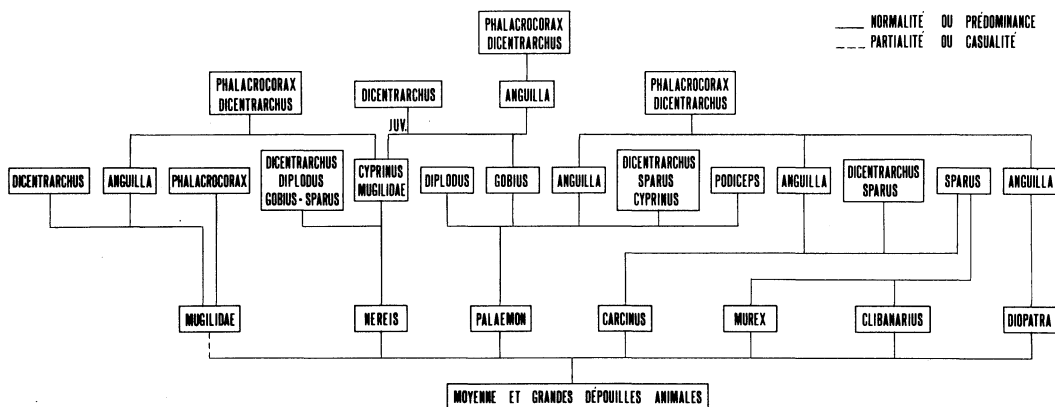 PHALACROCORAX
DICENTRARCHUS
NORMALITÉ OU PRÉDOMINANCE
PARTIALITÉ OU CASUALITÉ
PHALACROCORAX
DICENTRARCHUS
DICENTRARCHUS
ANGUILLA
PHALACROCORAX
DICENTRARCHUS
JUV.
DICENTRARCHUS
ANGUILLA
PHALACROCORAX
DICENTRARCHUS
DIPLODUS
GOBIUS - SPARUS
CYPRINUS
MUGILIDAE
DIPLODUS
GOBIUS
ANGUILLA
DICENTRARCHUS
SPARUS
CYPRINUS
PODICEPS
ANGUILLA
DICENTRARCHUS
SPARUS
SPARUS
ANGUILLA
MUGILIDAE
NEREIS
PALAEMON
CARCINUS
MUREX
CLIBANARIUS
DIOPATRA
MOYENNE ET GRANDES DÉPOUILLES ANIMALES